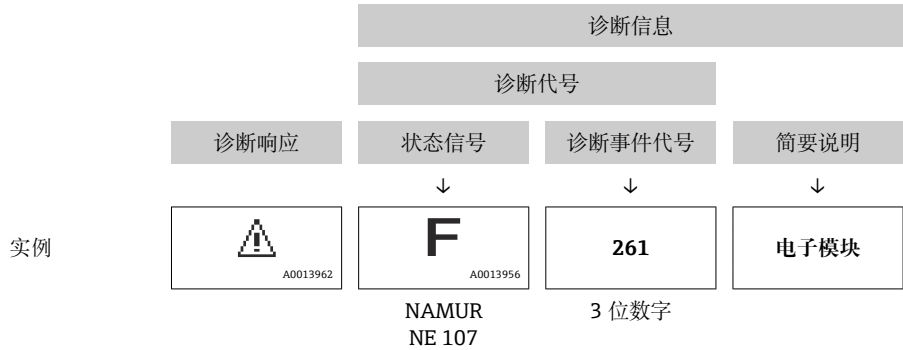 诊断信息
诊断代号
诊断响应 状态信号 诊断事件代号 简要说明
↓ ↓ ↓
实例 F 261 电子模块
A0013962 A0013956
NAMUR 3 位数字
NE 107